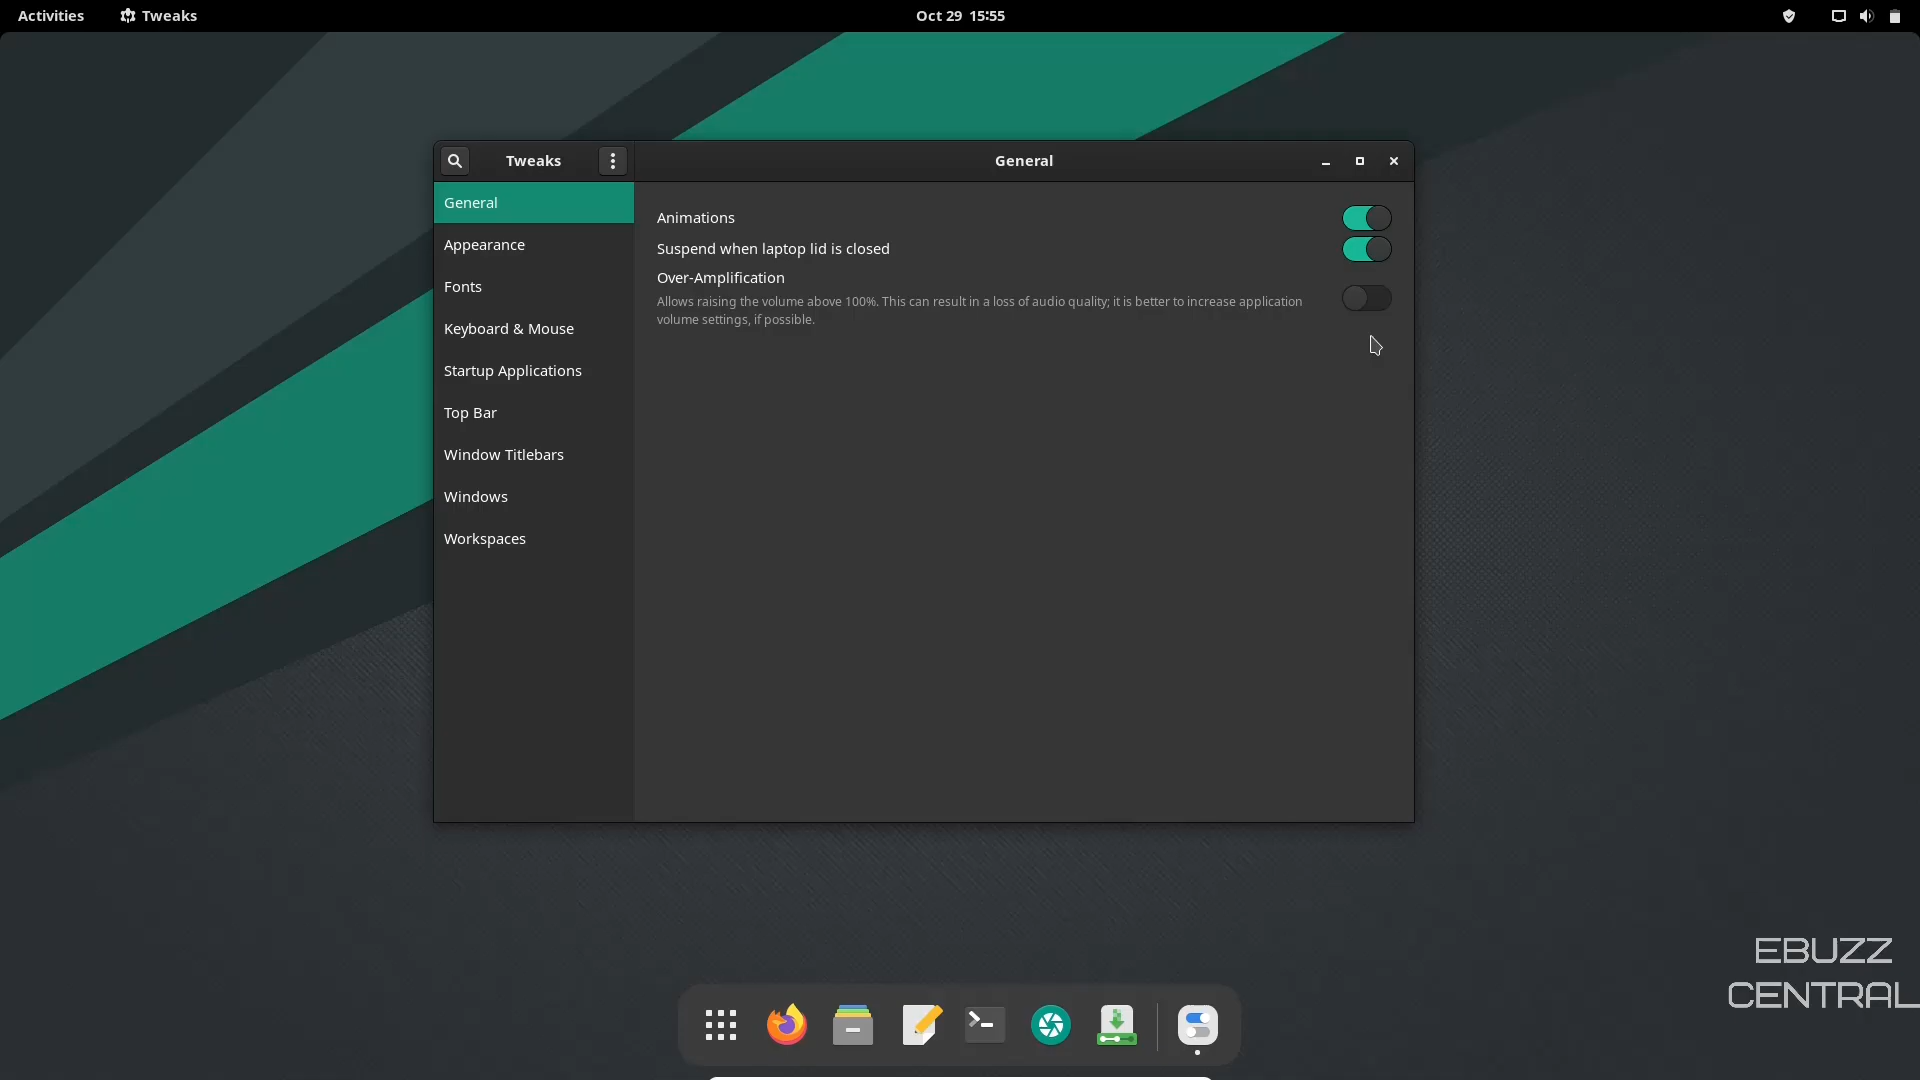 Activities
Tweaks
Oct 29 15:55
Tweaks
General
General
Appearance
Fonts
Keyboard & Mouse
Startup Applications
Top Bar
Window Titlebars
Windows
Workspaces
Animations
Suspend when laptop lid is closed
Over-Amplification
Allows raising the volume above 100%. This can result in a loss of audio quality; it is better to increase application
volume settings, if possible.
EBUZZ
CENTRAL